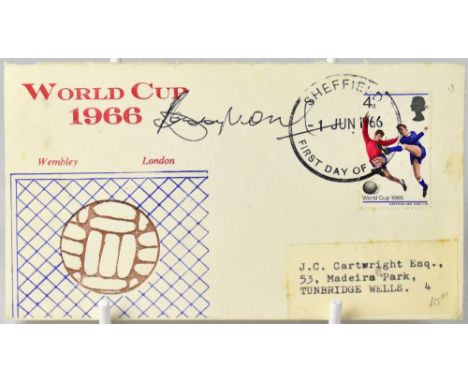 WORLD CUP
1966
Wembley London
SHEFFIELD
-1 JUN 1966
FIRST DAY OF
4d
World Cup 1966
J.C. Cartwright Esq.,
53, Madeira Park,
TUNBRIDGE WELLS. 4